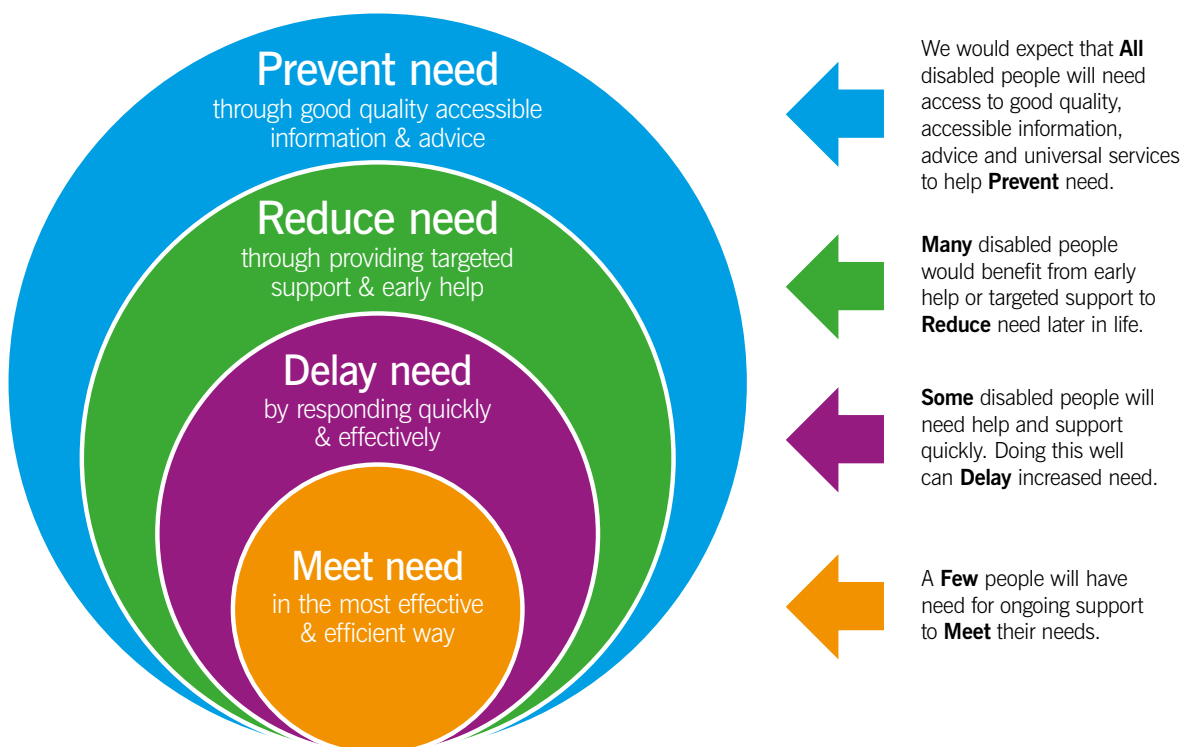 Prevent need
through good quality accessible
information & advice
We would expect that All
disabled people will need
access to good quality,
accessible information,
advice and universal services
to help Prevent need.
Reduce need
through providing targeted
support & early help
Many disabled people
would benefit from early
help or targeted support to
Reduce need later in life.
Delay need
by responding quickly
& effectively
Some disabled people will
need help and support
quickly. Doing this well
can Delay increased need.
Meet need
in the most effective
& efficient way
A Few people will have
need for ongoing support
to Meet their needs.